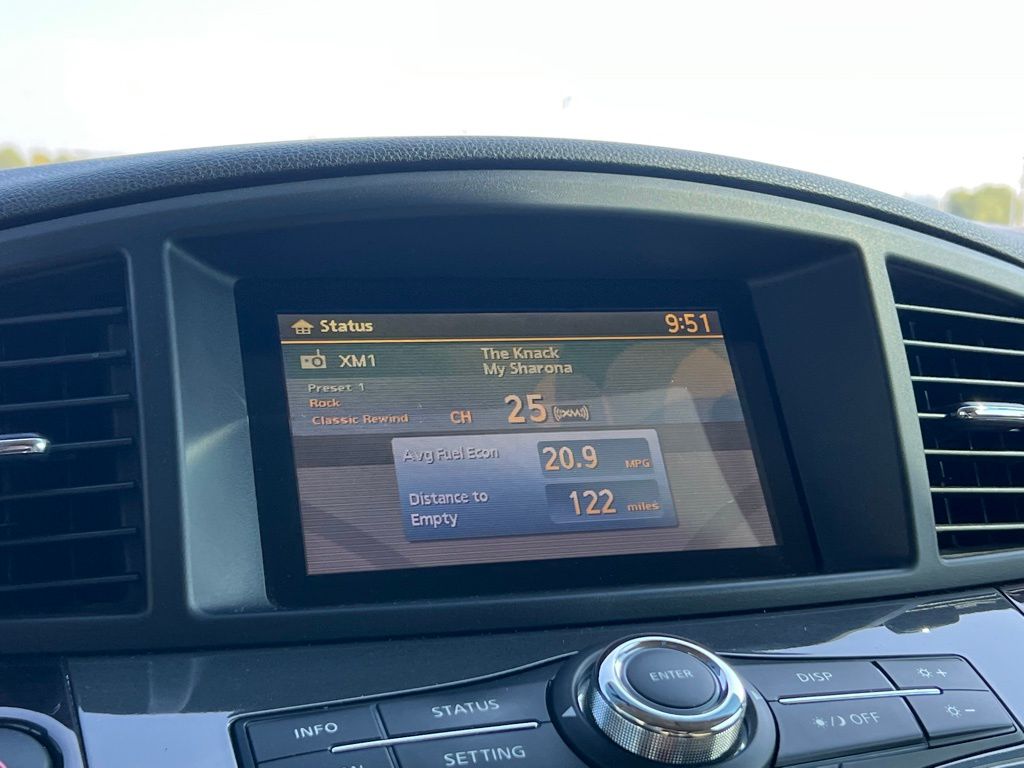 Status 9:51
XM1
The Knack
My Sharona
Preset 1
Rock
Classic Rewind
CH 25 ((XM))
Avg Fuel Econ 20.9 MPG
Distance to
Empty
122 miles
INFO
STATUS
SETTING
ENTER
DISP
OFF
+
-